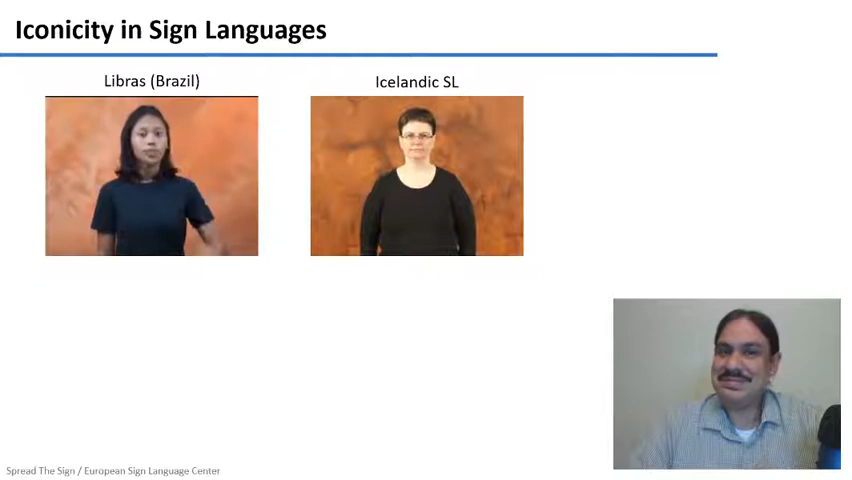 Iconicity in Sign Languages
Libras (Brazil)
Icelandic SL
Spread The Sign / European Sign Language Center